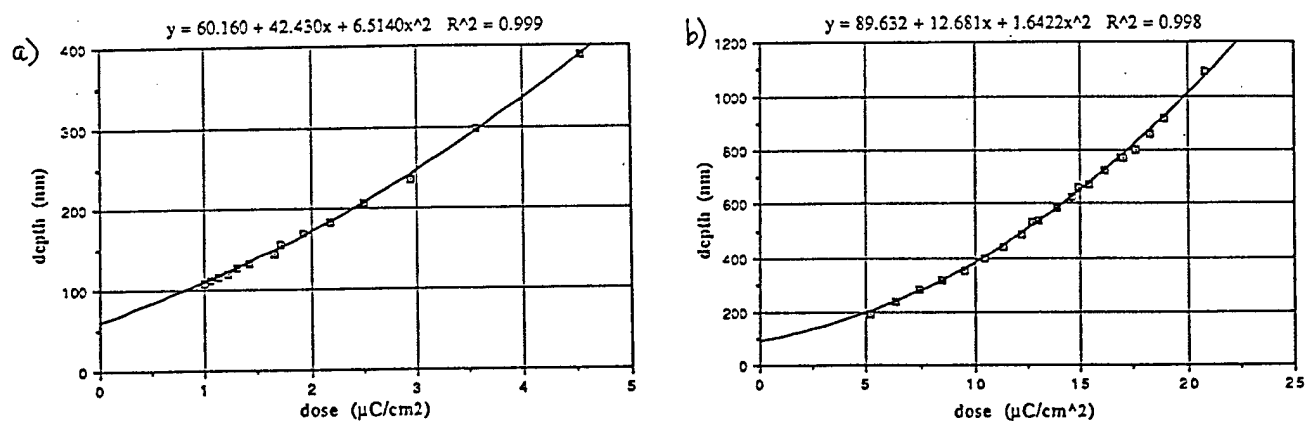 a)
y = 60.160 + 42.430x + 6.5140x^2 R^2 = 0.999
400
300
200
100
0
depth (nm)
0 1 2 3 4 5
dose (µC/cm2)
b)
y = 89.632 + 12.681x + 1.6422x^2 R^2 = 0.998
1200
1000
800
600
400
200
0
depth (nm)
0 5 10 15 20 25
dose (µC/cm^2)